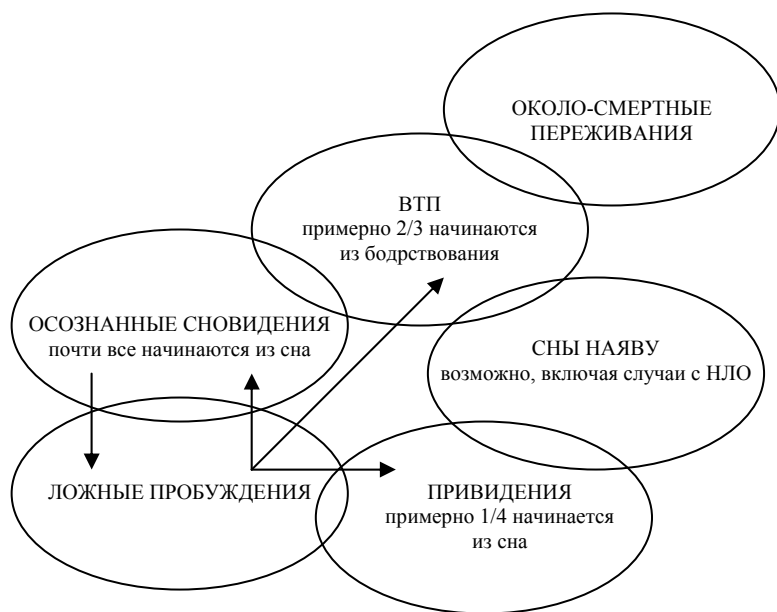 ОКОЛО-СМЕРТНЫЕ
ПЕРЕЖИВАНИЯ
ВТП
примерно 2/3 начинаются
из бодрствования
ОСОЗНАННЫЕ СНОВИДЕНИЯ
почти все начинаются из сна
СНЫ НАЯВУ
возможно, включая случаи с НЛО
ЛОЖНЫЕ ПРОБУЖДЕНИЯ
ПРИВИДЕНИЯ
примерно 1/4 начинается
из сна